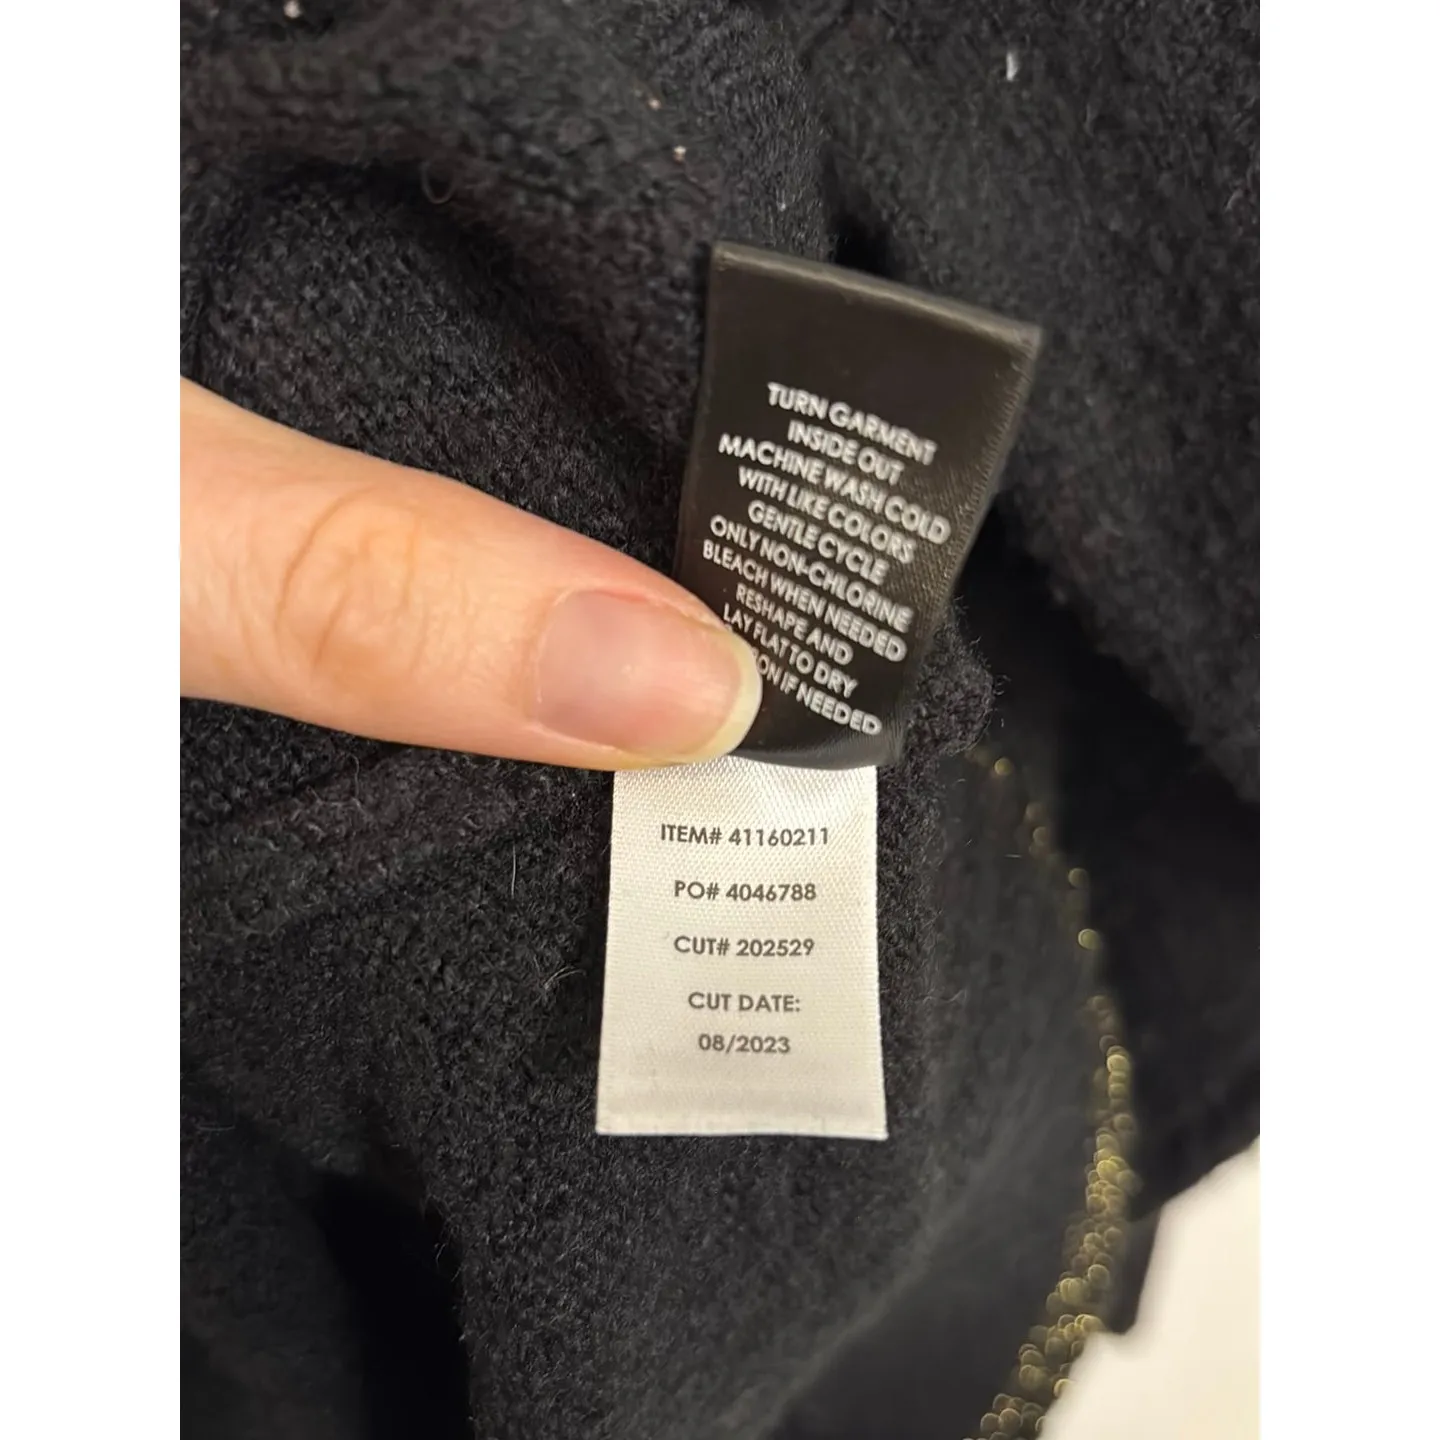 TURN GARMENT
INSIDE OUT
MACHINE WASH COLD
WITH LIKE COLORS
GENTLE CYCLE
ONLY NON-CHLORINE
BLEACH WHEN NEEDED
RESHAPE AND
LAY FLAT TO DRY
IF NEEDED
ITEM# 41160211
PO# 4046788
CUT# 202529
CUT DATE:
08/2023